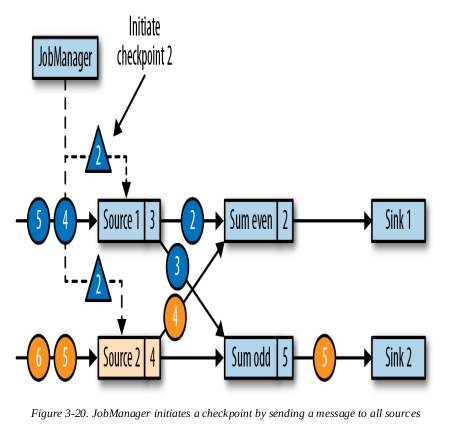 Initiate
checkpoint 2
JobManager
2
5 4 Source 1 3 2 Sum even 2 Sink 1
3
2
4
6 5 Source 2 4 Sum odd 5 5 Sink 2
Figure 3-20. JobManager initiates a checkpoint by sending a message to all sources